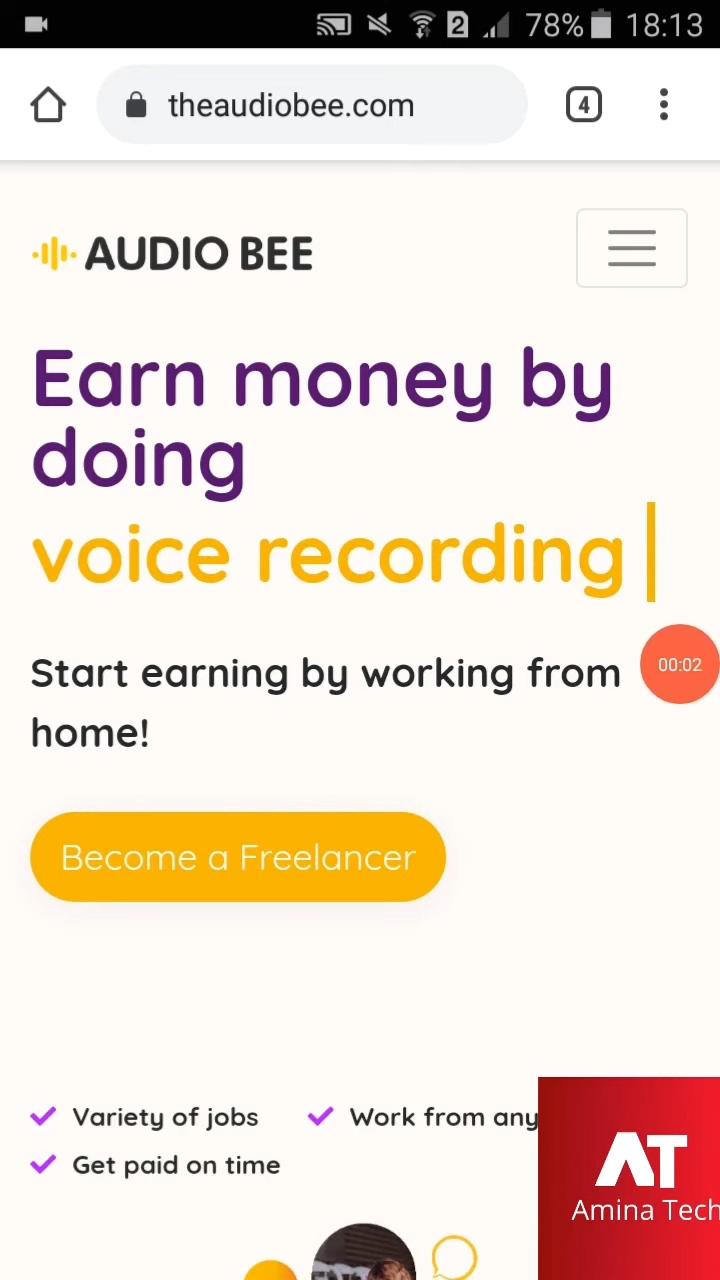 2 78% 18:13
theaudiobee.com 4
AUDIO BEE
Earn money by
doing
voice recording
Start earning by working from
home!
00:02
Become a Freelancer
Variety of jobs Work from any
Get paid on time
AT
Amina Tech